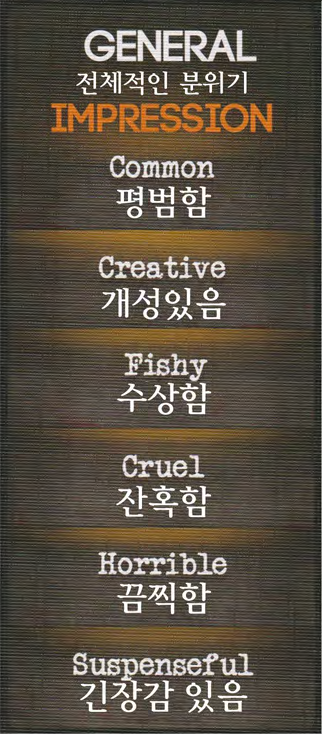 GENERAL
전체적인 분위기
IMPRESSION
Common
평범함
Creative
개성있음
Fishy
수상함
Cruel
잔혹함
Horrible
끔찍함
Suspenseful
긴장감 있음